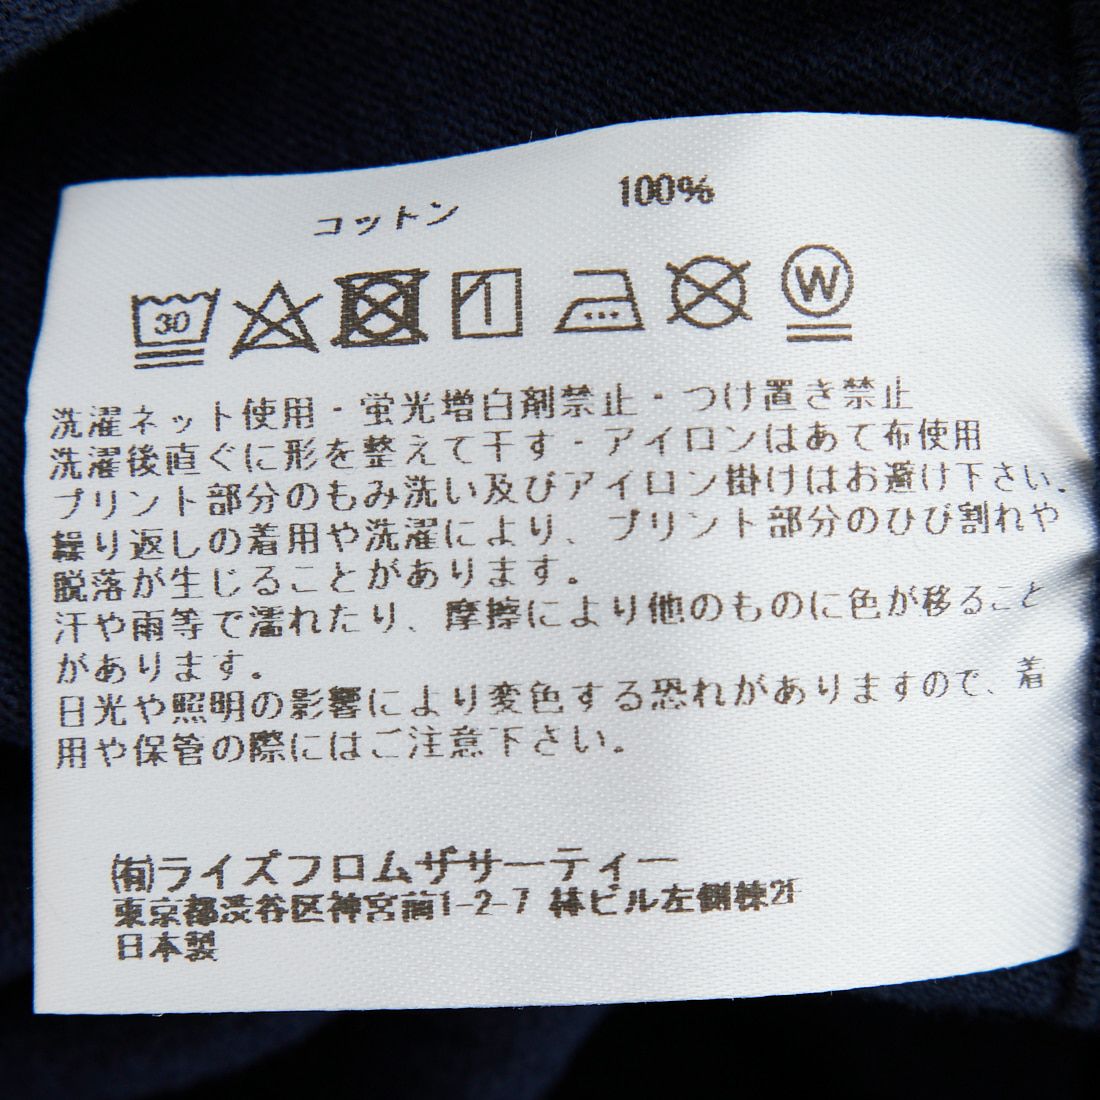 コットン 100%
30 W
洗濯ネット使用・蛍光増白剤禁止・つけ置き禁止
洗濯後直ぐに形を整えて干す・アイロンはあて布使用
プリント部分のもみ洗い及びアイロン掛けはお避け下さい.
繰り返しの着用や洗濯により、プリント部分のひび割れや
脱落が生じることがあります。
汗や雨等で濡れたり、摩擦により他のものに色が移ること
があります。
日光や照明の影響により変色する恐れがありますので、着
用や保管の際にはご注意下さい。
(有)ライズフロムザサーティー
東京都渋谷区神宮前1-2-7 林ビル左側棟2F
日本製